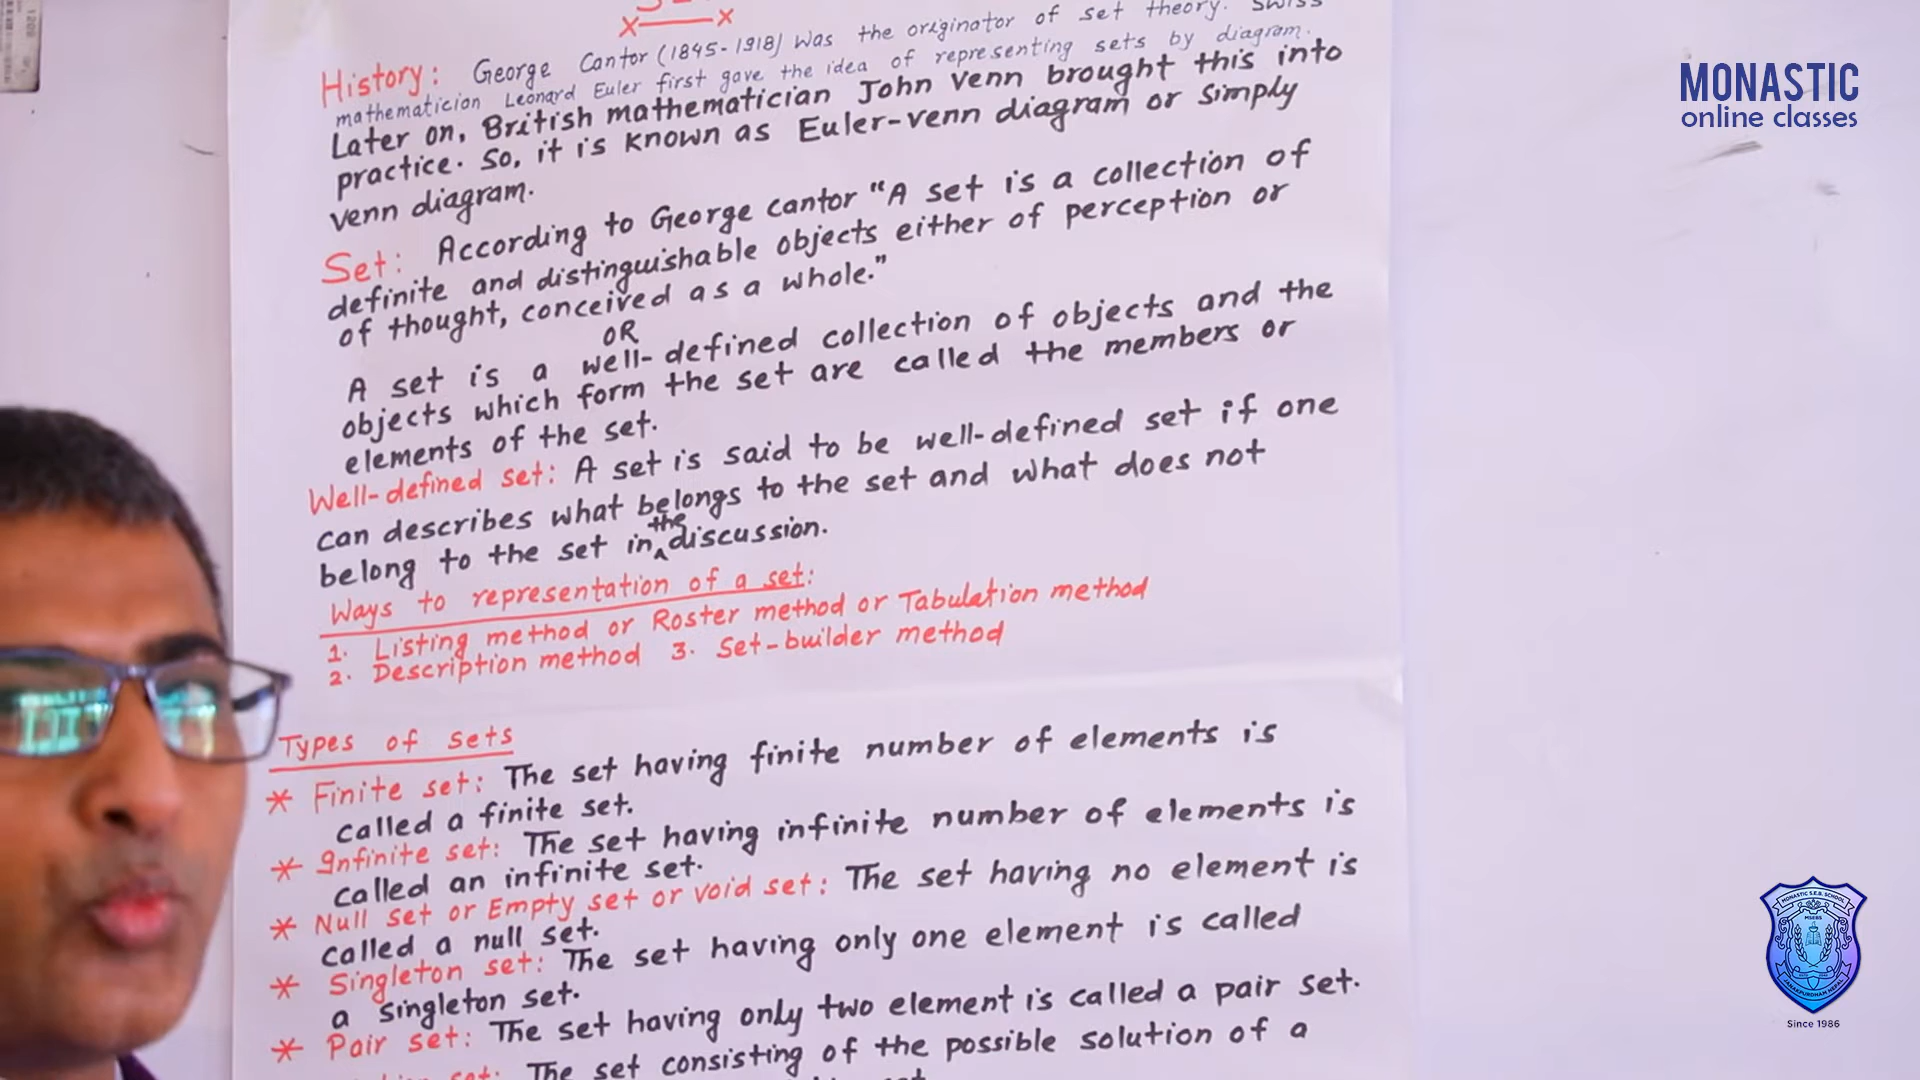 History: George Cantor (1845-1918) was the originator of set theory. Swiss
mathematicion Leonard Euler first gave the idea of representing sets by diagram.
Later on, British mathematician John Venn brought this into
practice. So, it is known as Euler-venn diagram or simply
venn diagram.
Set: According to George cantor "A set is a collection of
definite and distinguishable objects either of perception or
of thought, conceived as a whole."
OR
A set is a well-defined collection of objects and the
objects which form the set are called the members or
elements of the set.
Well-defined set: A set is said to be well-defined set if one
can describes what belongs to the set and what does not
belong to the set in the discussion.
Ways to representation of a set:
1. Listing method or Roster method or Tabulation method
2. Description method 3. Set-builder method
Types of sets
* Finite set: The set having finite number of elements is
called a finite set.
* Infinite set: The set having infinite number of elements is
called an infinite set.
* Null set or Empty set or void set: The set having no element is
called a null set.
* Singleton set: The set having only one element is called
a singleton set.
* Pair set: The set having only two element is called a pair set.
set: The set consisting of the possible solution of a
MONASTIC
online classes
MONASTIC S.E.B. SCHOOL
MSEBS
JANAKPURDHAM NEPAL
Since 1986